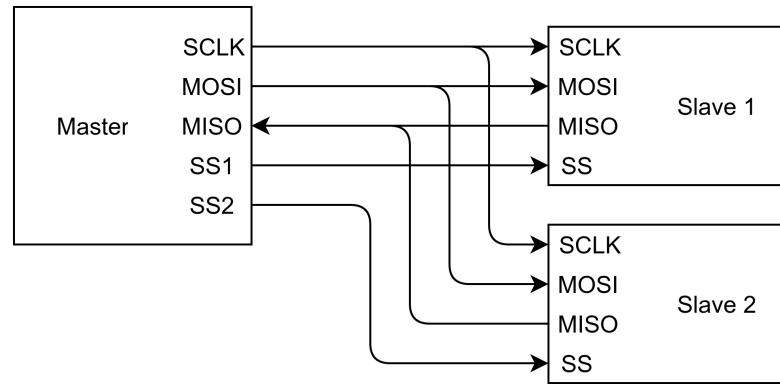 Master
SCLK
MOSI
MISO
SS1
SS2
SCLK
MOSI
MISO
SS
Slave 1
SCLK
MOSI
MISO
SS
Slave 2